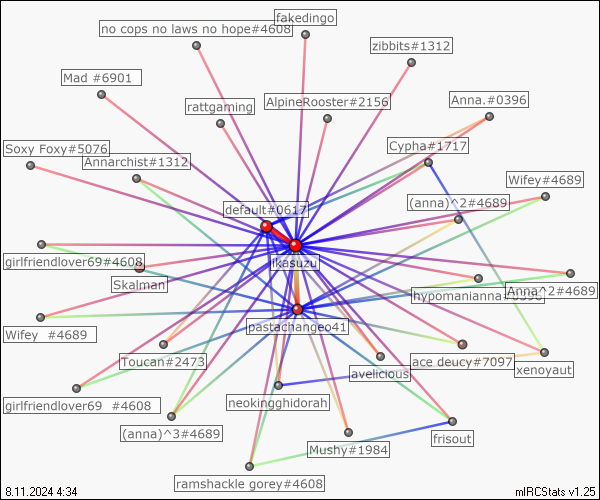 fakedingo
no cops no laws no hope#4608
zibbits#1312
Mad #6901
rattgaming
AlpineRooster#2156
Anna.#0396
Soxy Foxy#5076
Annarchist#1312
Cypha#1717
Wifey#4689
default#0617
(anna)^2#4689
girlfriendlover69#4608
ikasuzu
Skalman
Anna^2#4689
pastachangeo41
Wifey #4689
Toucan#2473
ace deucy#7097
xenoyaut
avelicious
girlfriendlover69 #4608
neokingghidorah
(anna)^3#4689
frisout
Mushy#1984
ramshackle gorey#4608
8.11.2024 4:34
mIRCStats v1.25